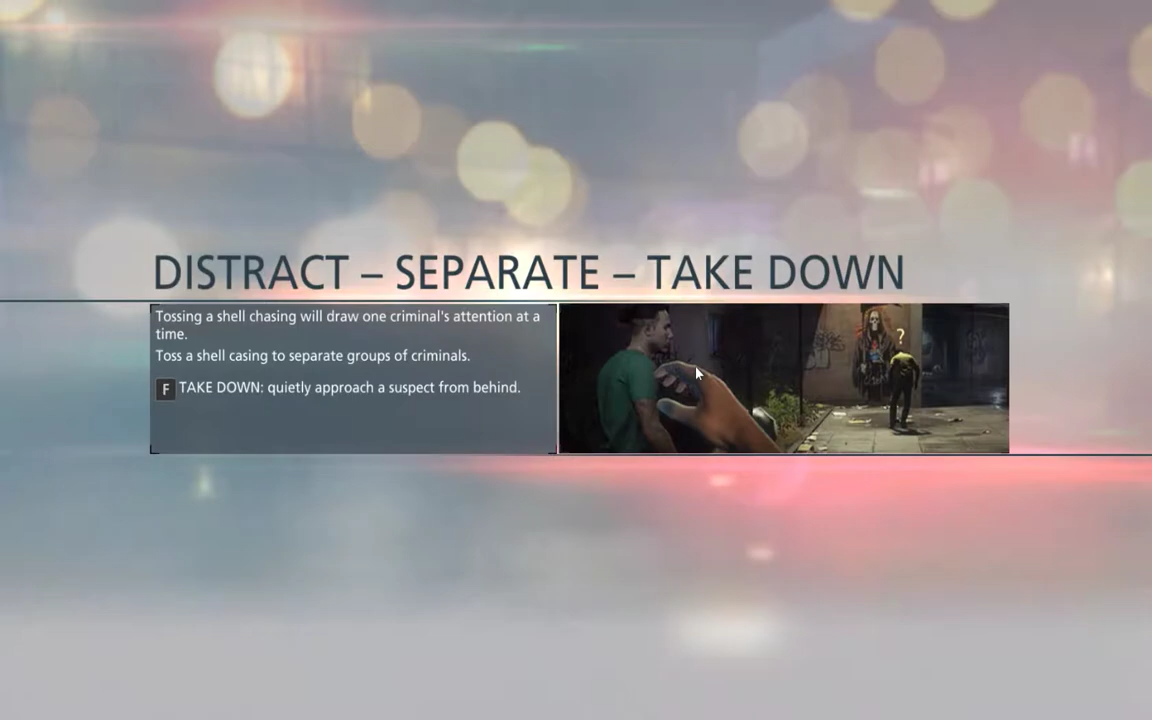 DISTRACT – SEPARATE – TAKE DOWN
Tossing a shell chasing will draw one criminal's attention at a
time.
Toss a shell casing to separate groups of criminals.
F TAKE DOWN: quietly approach a suspect from behind.
?